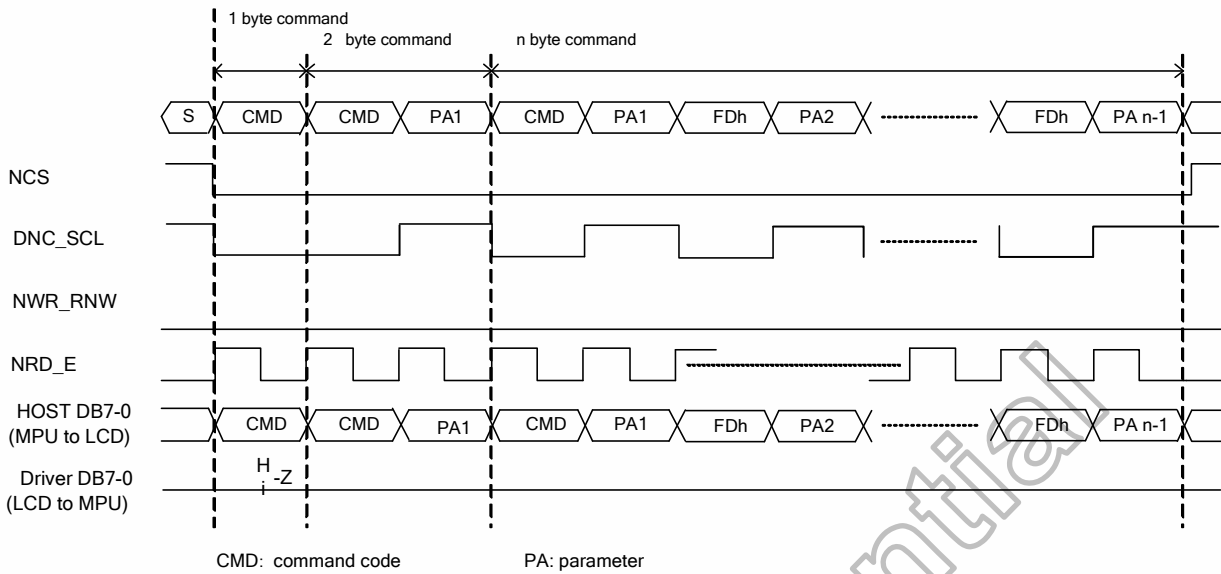 1 byte command
2 byte command n byte command
S CMD CMD PA1 CMD PA1 FDh PA2 FDh PA n-1
NCS
DNC_SCL
NWR_RNW
NRD_E
HOST DB7-0
(MPU to LCD)
CMD CMD PA1 CMD PA1 FDh PA2 FDh PA n-1
Driver DB7-0
(LCD to MPU)
Hi-Z
CMD: command code PA: parameter